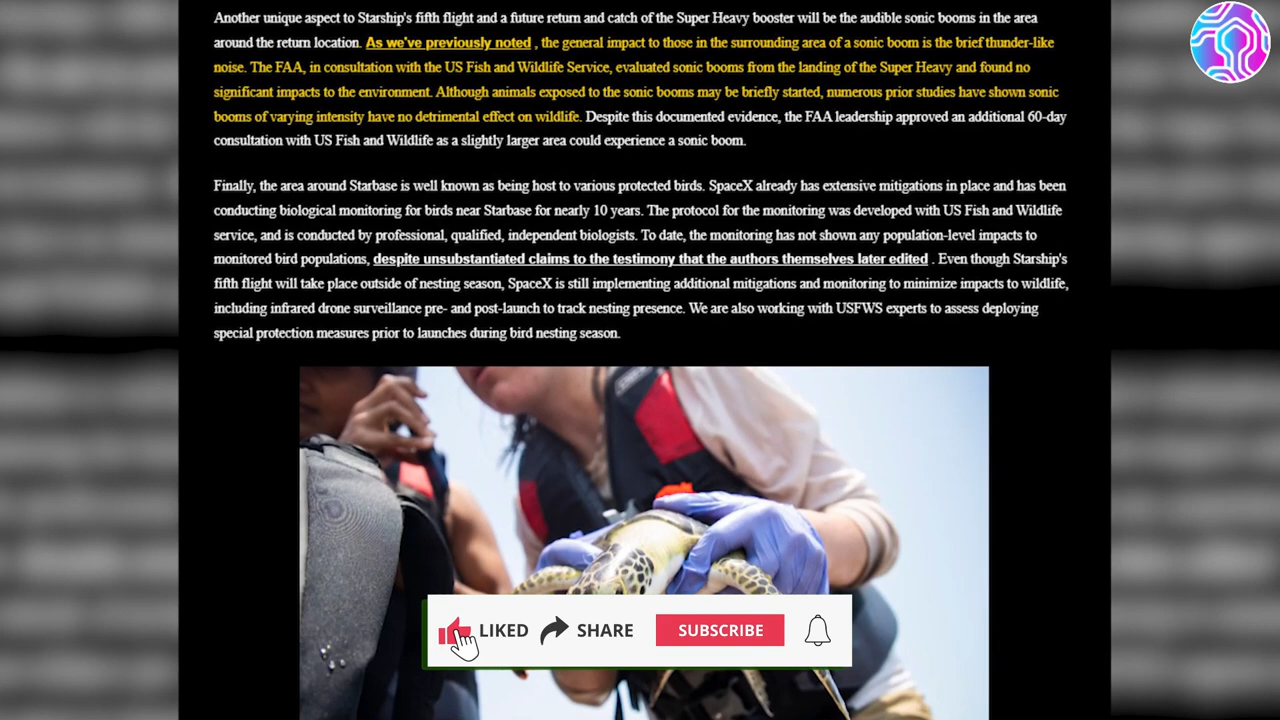 Another unique aspect to Starship's fifth flight and a future return and catch of the Super Heavy booster will be the audible sonic booms in the area
around the return location. As we've previously noted , the general impact to those in the surrounding area of a sonic boom is the brief thunder-like
noise. The FAA, in consultation with the US Fish and Wildlife Service, evaluated sonic booms from the landing of the Super Heavy and found no
significant impacts to the environment. Although animals exposed to the sonic booms may be briefly started, numerous prior studies have shown sonic
booms of varying intensity have no detrimental effect on wildlife. Despite this documented evidence, the FAA leadership approved an additional 60-day
consultation with US Fish and Wildlife as a slightly larger area could experience a sonic boom.
Finally, the area around Starbase is well known as being host to various protected birds. SpaceX already has extensive mitigations in place and has been
conducting biological monitoring for birds near Starbase for nearly 10 years. The protocol for the monitoring was developed with US Fish and Wildlife
service, and is conducted by professional, qualified, independent biologists. To date, the monitoring has not shown any population-level impacts to
monitored bird populations, despite unsubstantiated claims to the testimony that the authors themselves later edited . Even though Starship's
fifth flight will take place outside of nesting season, SpaceX is still implementing additional mitigations and monitoring to minimize impacts to wildlife,
including infrared drone surveillance pre- and post-launch to track nesting presence. We are also working with USFWS experts to assess deploying
special protection measures prior to launches during bird nesting season.
LIKED SHARE SUBSCRIBE